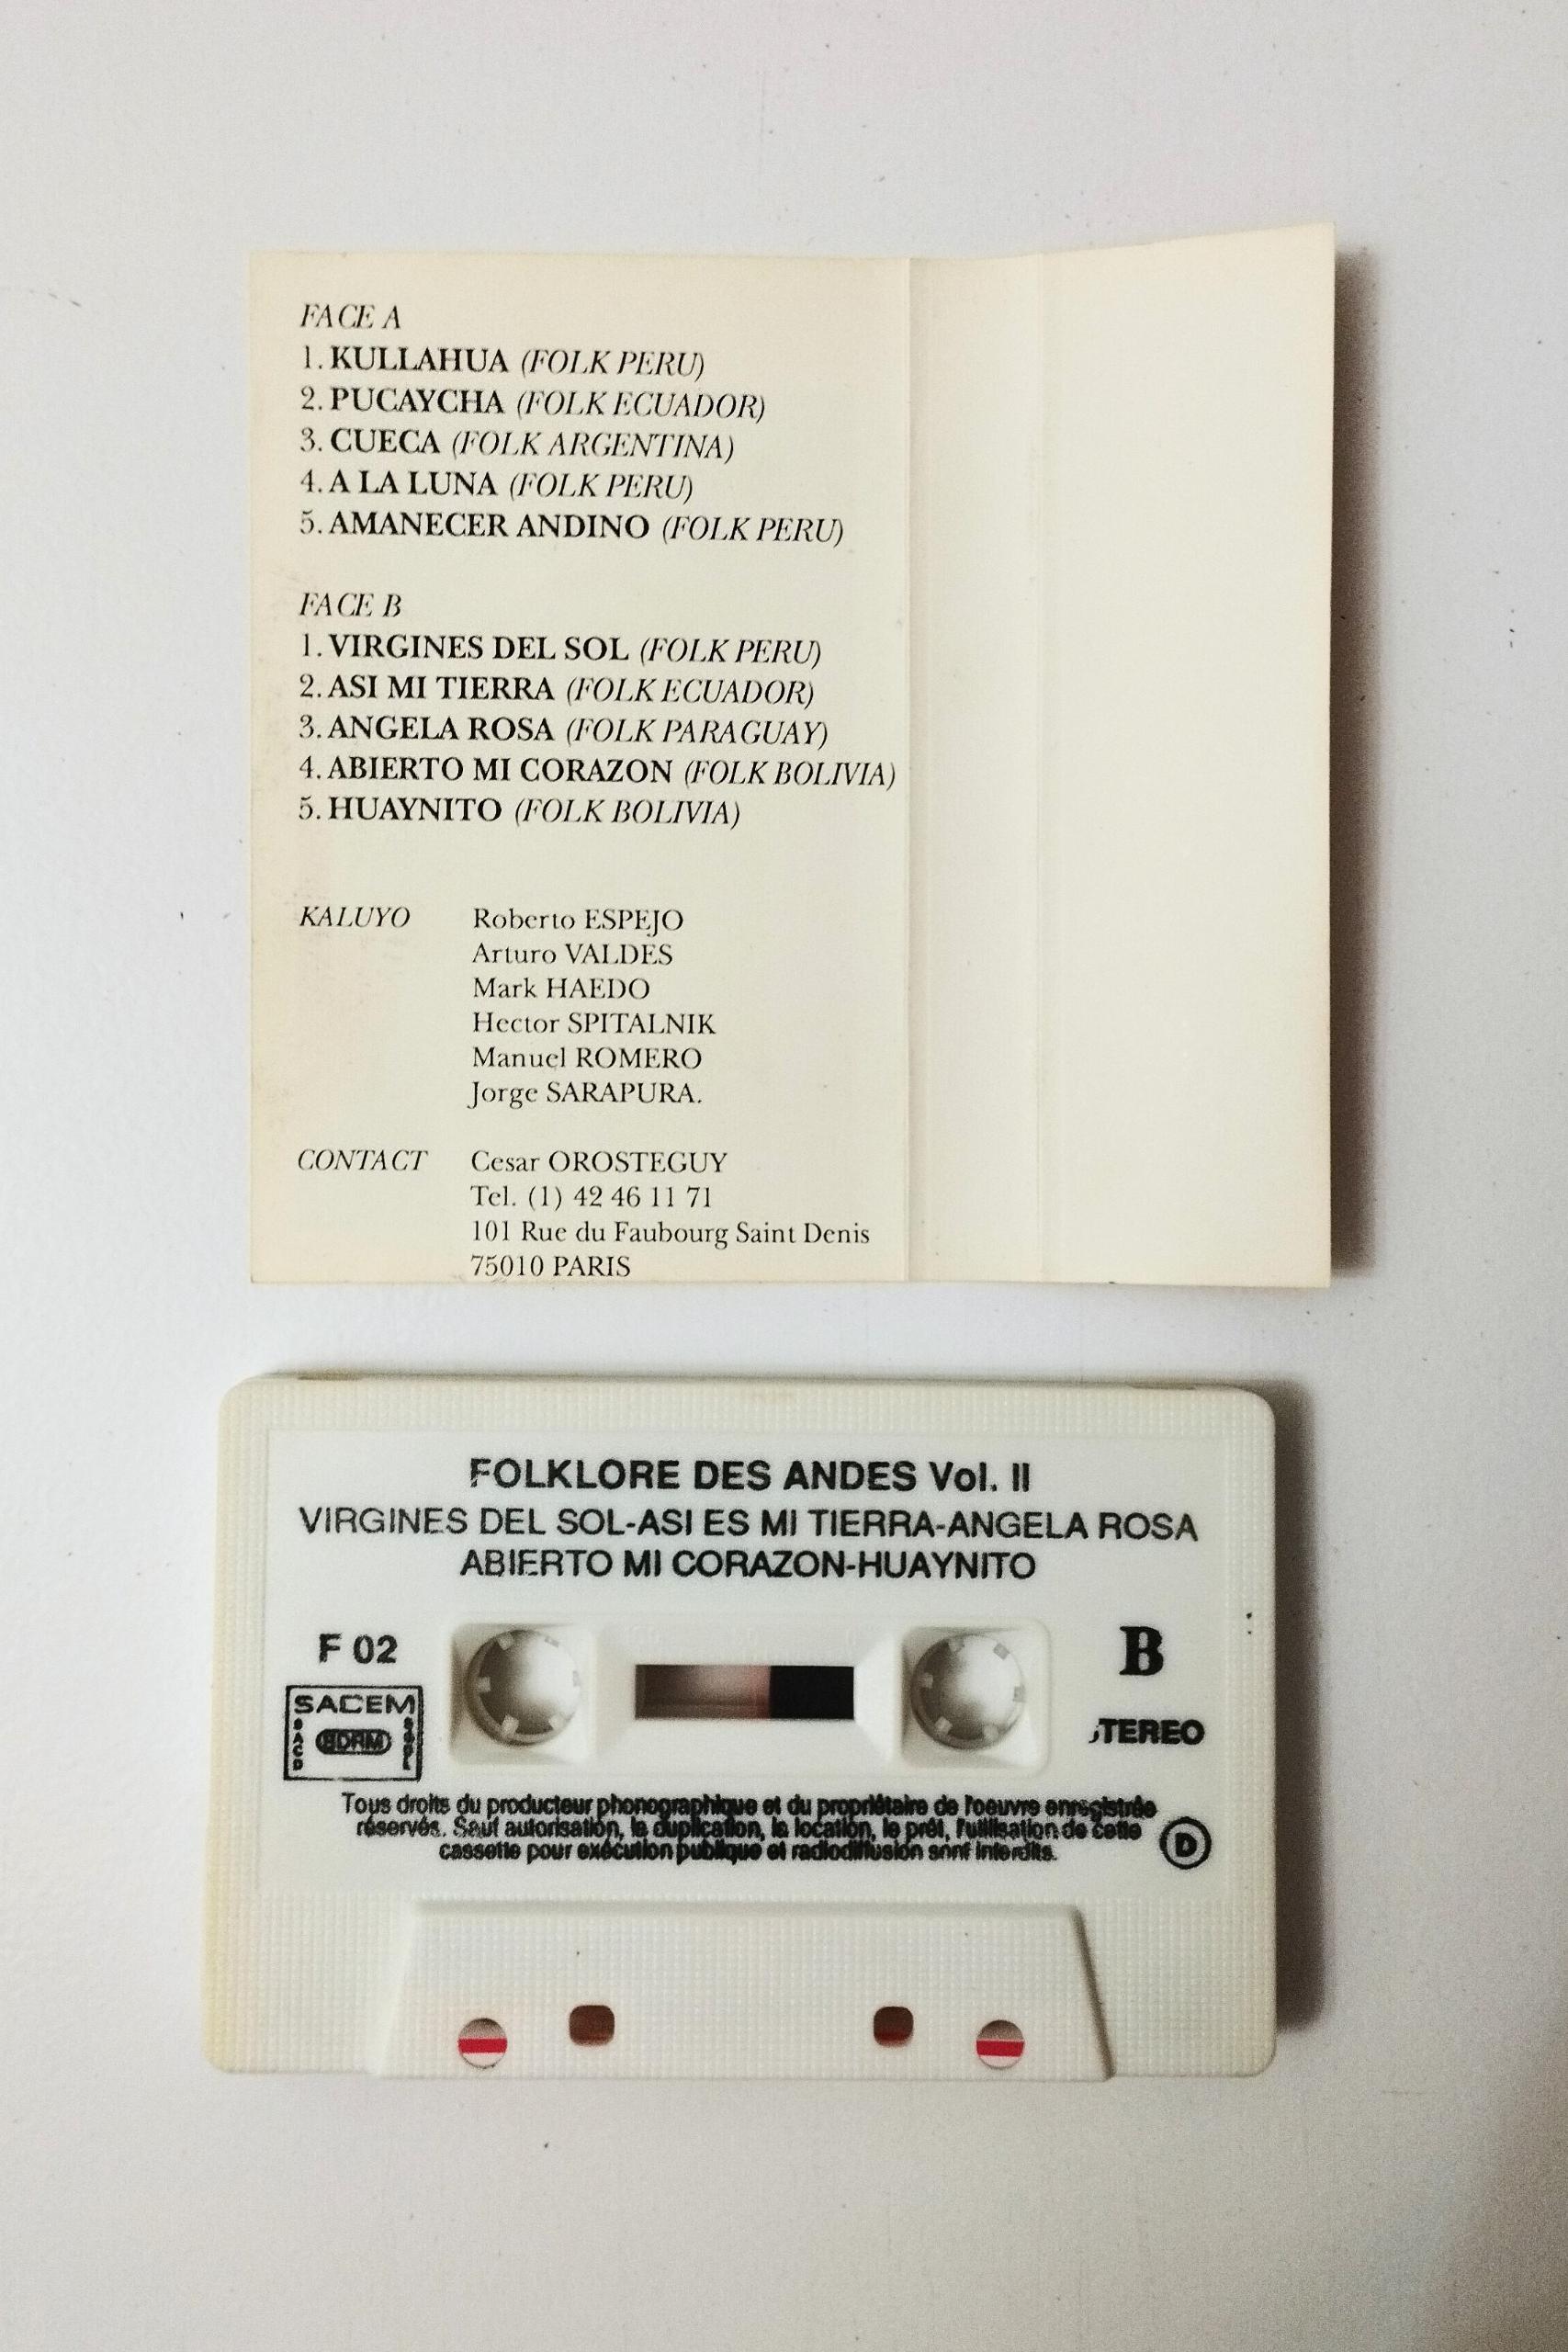 FACE A
1. KULLAHUA (FOLK PERU)
2. PUCAYCHA (FOLK ECUADOR)
3. CUECA (FOLK ARGENTINA)
4. A LA LUNA (FOLK PERU)
5. AMANECER ANDINO (FOLK PERU)
FACE B
1. VIRGINES DEL SOL (FOLK PERU)
2. ASI MI TIERRA (FOLK ECUADOR)
3. ANGELA ROSA (FOLK PARAGUAY)
4. ABIERTO MI CORAZON (FOLK BOLIVIA)
5. HUAYNITO (FOLK BOLIVIA)
KALUYO Roberto ESPEJO
Arturo VALDES
Mark HAEDO
Hector SPITALNIK
Manuel ROMERO
Jorge SARAPURA.
CONTACT Cesar OROSTEGUY
Tel. (1) 42 46 11 71
101 Rue du Faubourg Saint Denis
75010 PARIS
FOLKLORE DES ANDES Vol. II
VIRGINES DEL SOL-ASI ES MI TIERRA-ANGELA ROSA
ABIERTO MI CORAZON-HUAYNITO
F 02
B
SACEM
SACD SDRM SGDL
STEREO
Tous droits du producteur phonographique et du propriétaire de l'oeuvre enregistrée
réservés. Sauf autorisation, la duplication, la location, le prêt, l'utilisation de cette
cassette pour exécution publique et radiodiffusion sont interdits.
D